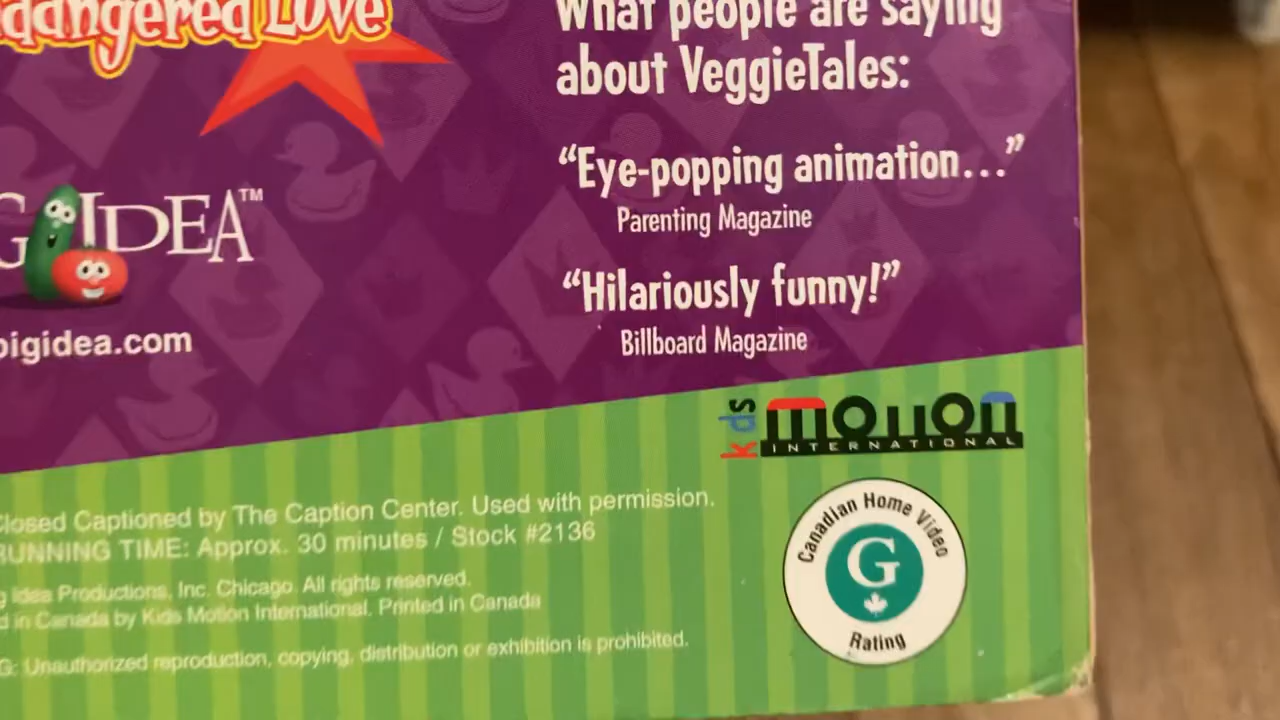 dangered Love
What people are saying
about VeggieTales:
“Eye-popping animation...”
Parenting Magazine
“Hilariously funny!”
Billboard Magazine
G IDEA™
bigidea.com
kids motion
INTERNATIONAL
Closed Captioned by The Caption Center. Used with permission.
RUNNING TIME: Approx. 30 minutes / Stock #2136
g Idea Productions, Inc. Chicago. All rights reserved.
d in Canada by Kids Motion International. Printed in Canada
G: Unauthorized reproduction, copying, distribution or exhibition is prohibited.
Canadian Home Video
G
Rating